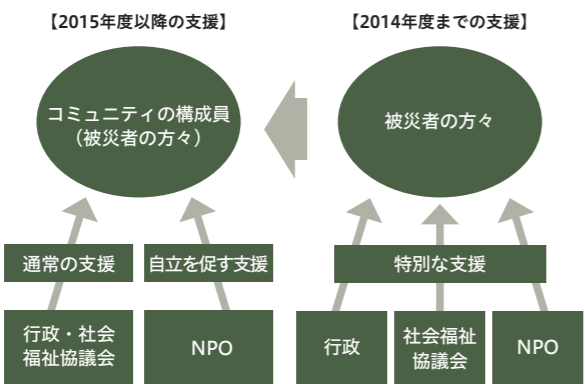 【2015年度以降の支援】
コミュニティの構成員
（被災者の方々）
通常の支援
自立を促す支援
行政・社会
福祉協議会
NPO
【2014年度までの支援】
被災者の方々
特別な支援
行政
社会福祉
協議会
NPO